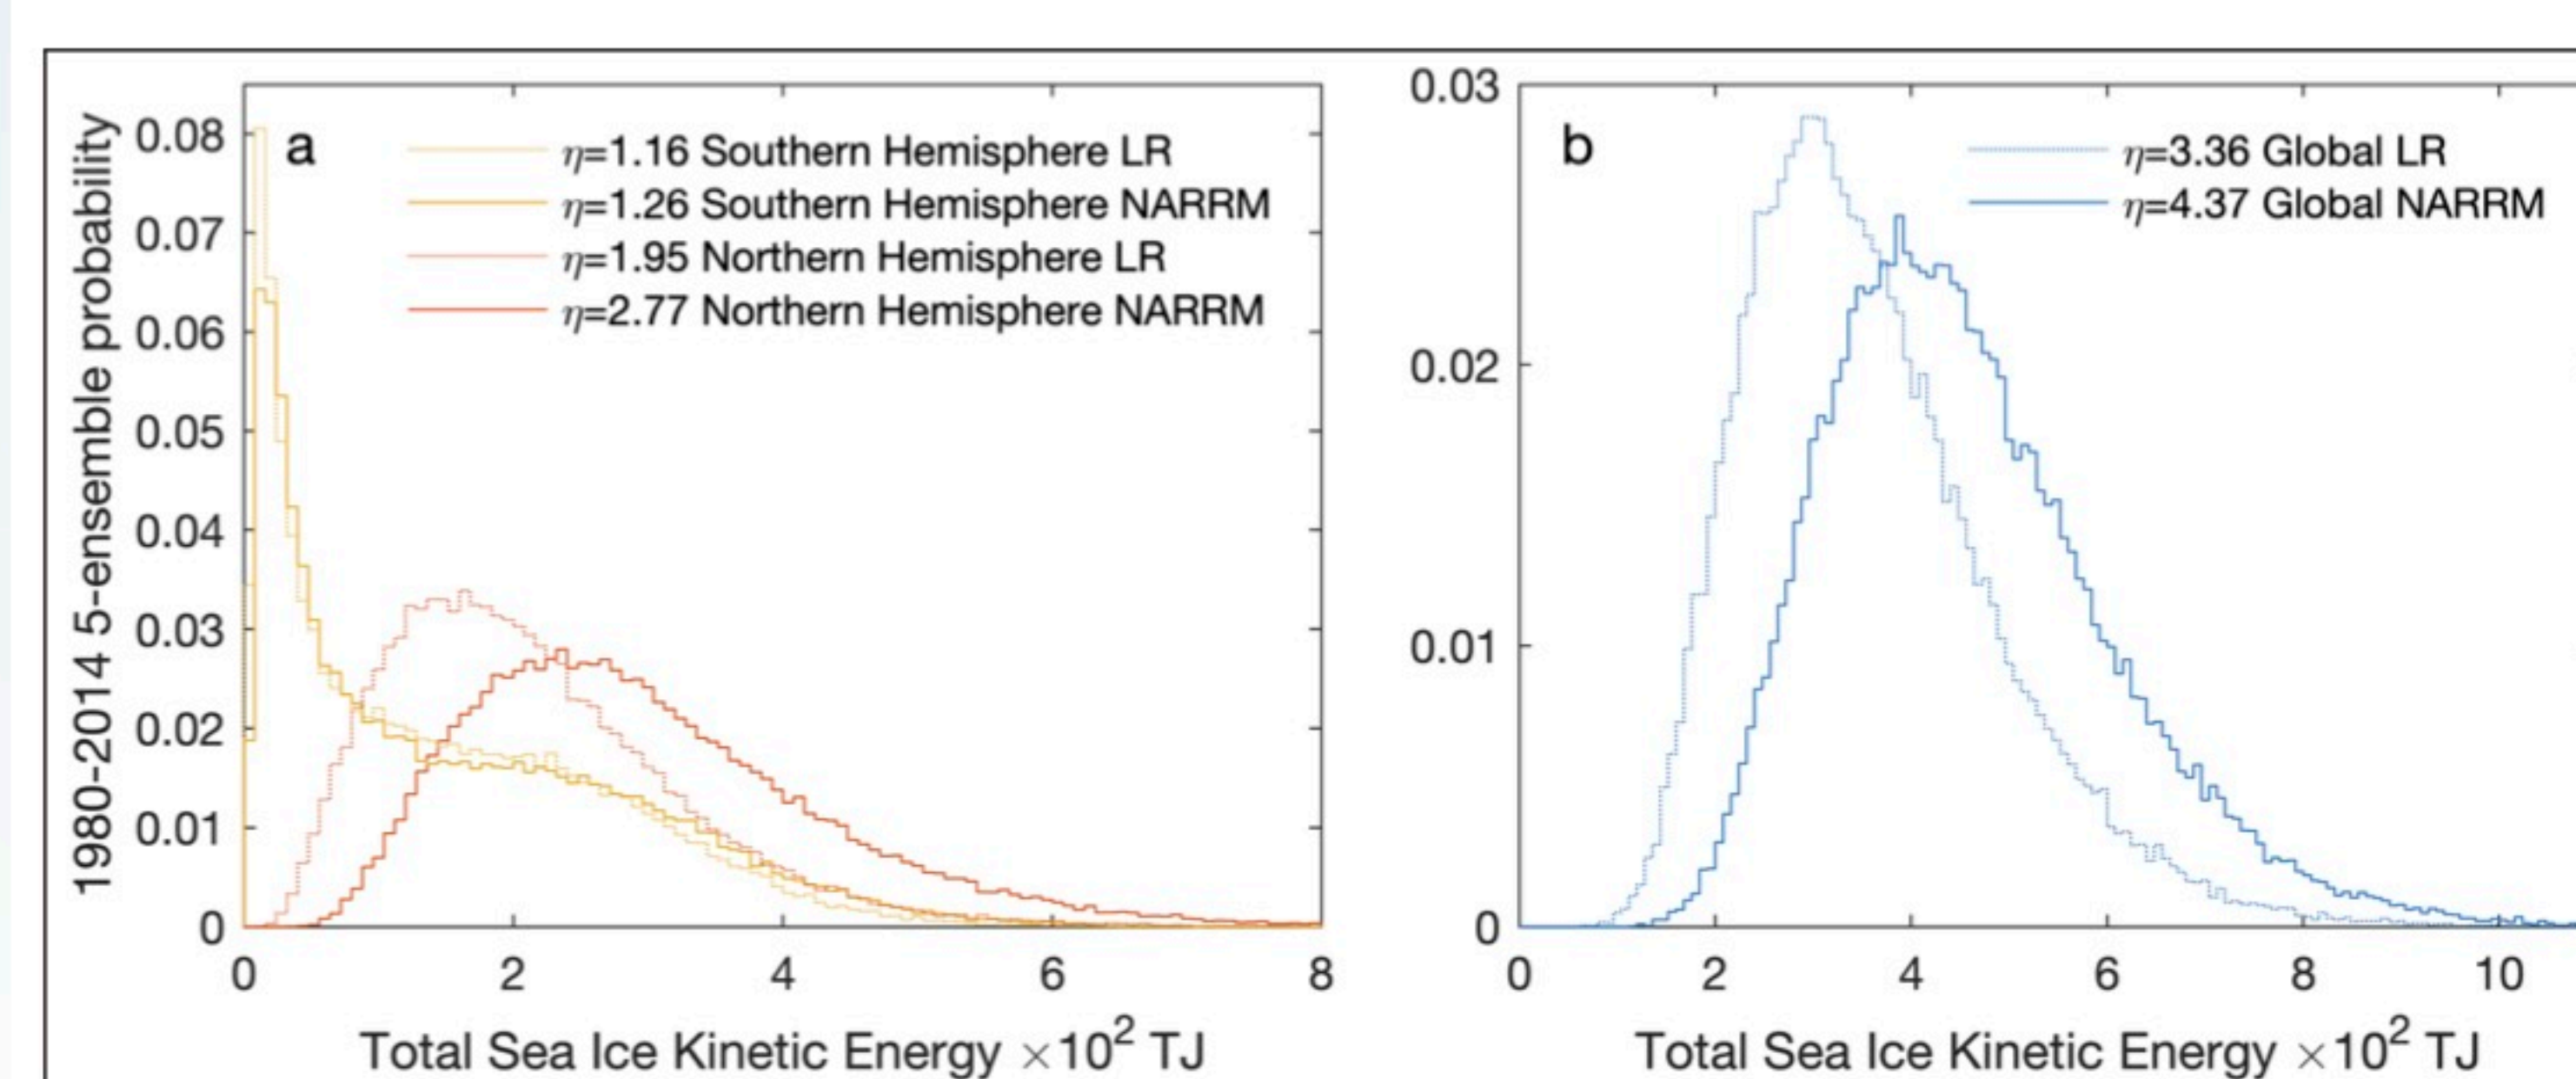 a
η=1.16 Southern Hemisphere LR
η=1.26 Southern Hemisphere NARRM
η=1.95 Northern Hemisphere LR
η=2.77 Northern Hemisphere NARRM
1980-2014 5-ensemble probability
0.08
0.07
0.06
0.05
0.04
0.03
0.02
0.01
0
0 2 4 6 8
Total Sea Ice Kinetic Energy ×10² TJ
b
η=3.36 Global LR
η=4.37 Global NARRM
0.03
0.02
0.01
0
0 2 4 6 8 10
Total Sea Ice Kinetic Energy ×10² TJ